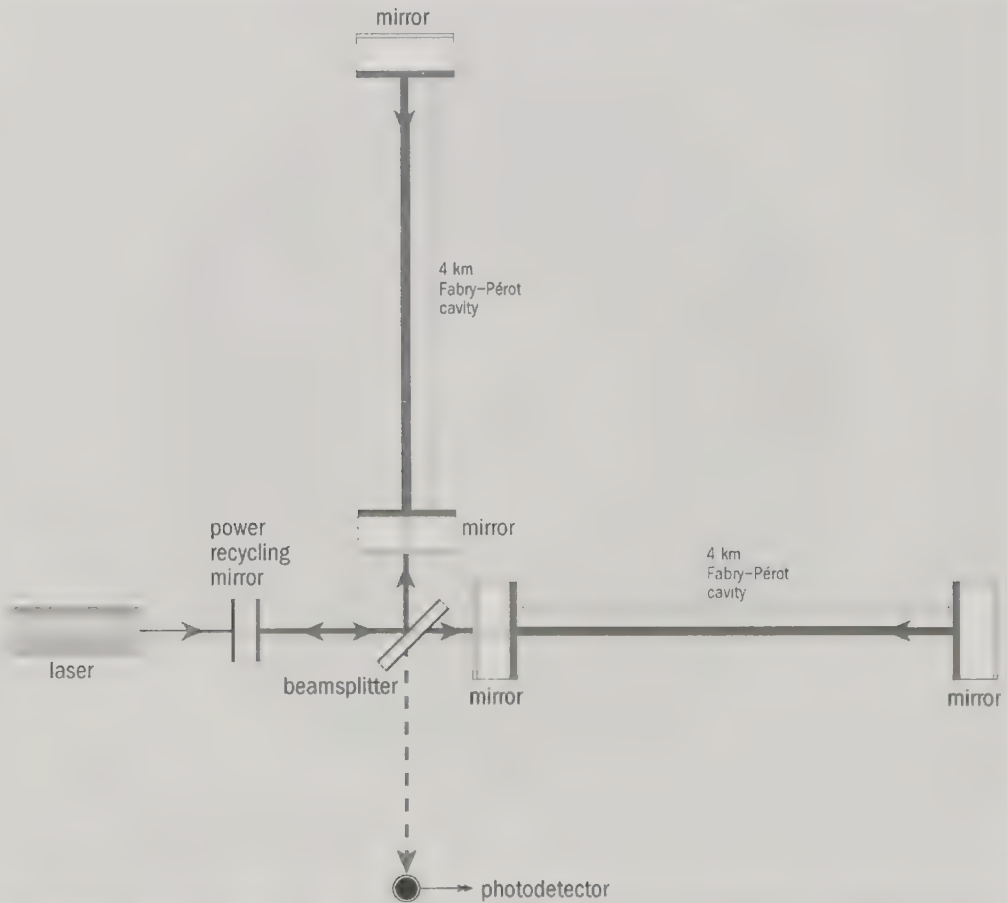 mirror
4 km
Fabry–Pérot
cavity
power
recycling
mirror
mirror
4 km
Fabry–Pérot
cavity
laser
beamsplitter
mirror
mirror
photodetector